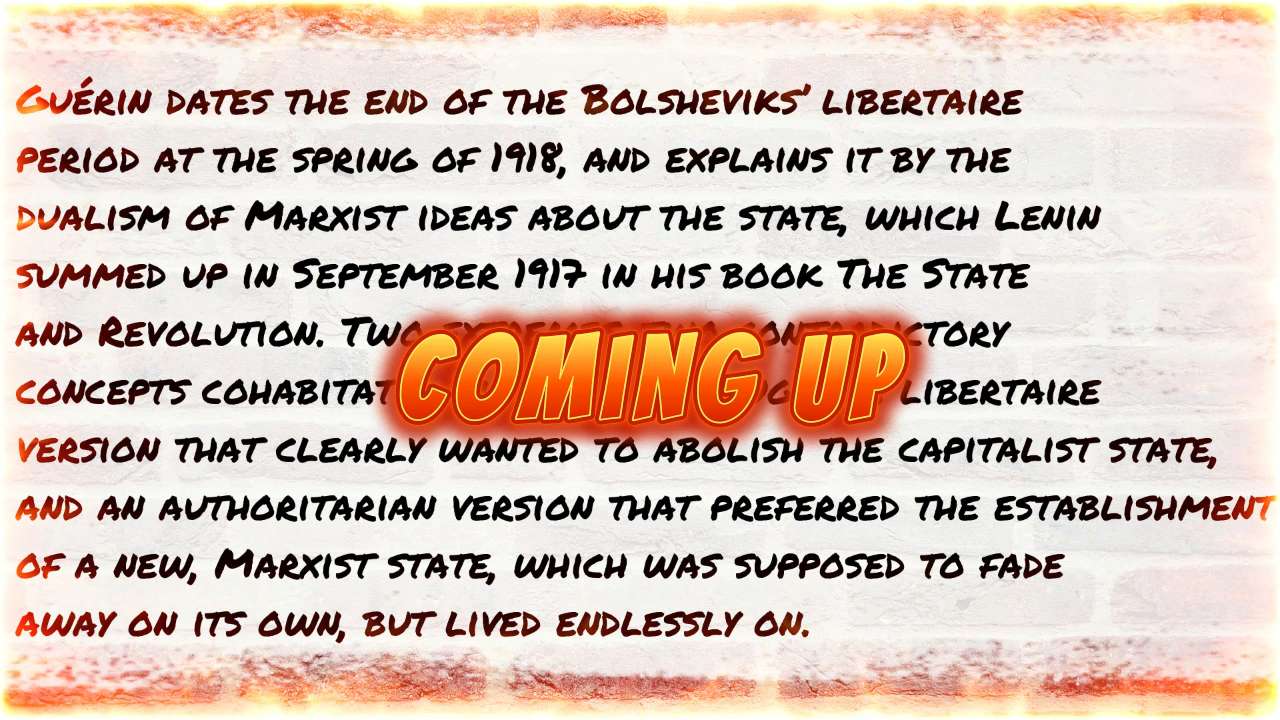 Guérin dates the end of the Bolsheviks' libertaire
period at the spring of 1918, and explains it by the
dualism of Marxist ideas about the state, which Lenin
summed up in September 1917 in his book The State
and Revolution. Two
concepts libertaire
COMING UP
version that clearly wanted to abolish the capitalist state,
and an authoritarian version that preferred the establishment
of a new, Marxist state, which was supposed to fade
away on its own, but lived endlessly on.